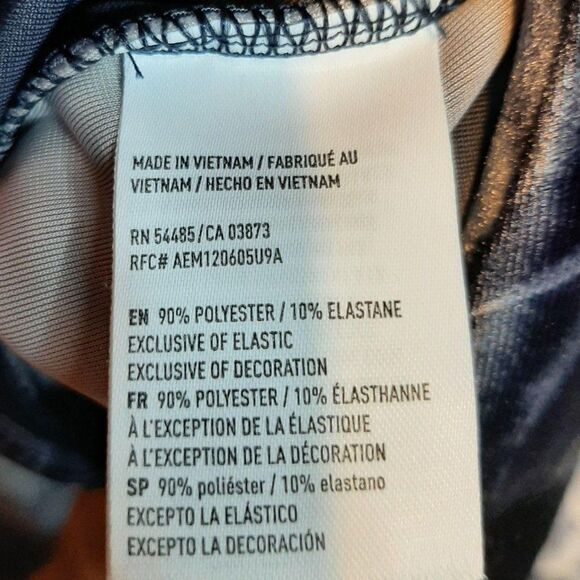 MADE IN VIETNAM / FABRIQUÉ AU
VIETNAM / HECHO EN VIETNAM
RN 54485/CA 03873
RFC# AEM120605U9A
EN 90% POLYESTER / 10% ELASTANE
EXCLUSIVE OF ELASTIC
EXCLUSIVE OF DECORATION
FR 90% POLYESTER / 10% ÉLASTHANNE
À L'EXCEPTION DE LA ÉLASTIQUE
À L'EXCEPTION DE LA DÉCORATION
SP 90% poliéster / 10% elastano
EXCEPTO LA ELÁSTICO
EXCEPTO LA DECORACIÓN